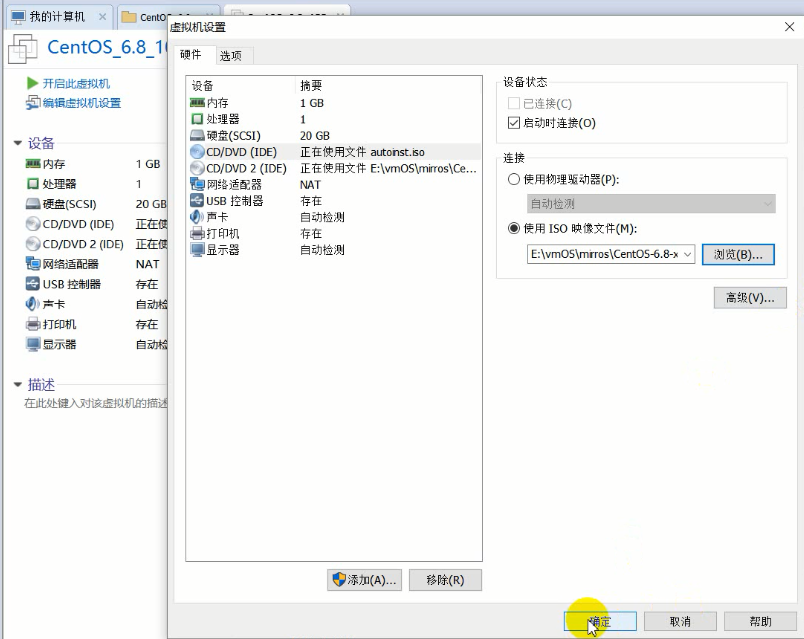 我的计算机
CentOS_6.8_10
开启此虚拟机
编辑虚拟机设置
设备
内存 1 GB
处理器 1
硬盘(SCSI) 20 GB
CD/DVD (IDE) 正在使
CD/DVD 2 (IDE) 正在使
网络适配器 NAT
USB 控制器 存在
声卡 自动检
打印机 存在
显示器 自动检
描述
在此处键入对该虚拟机的描述
虚拟机设置
硬件 选项
设备 摘要
内存 1 GB
处理器 1
硬盘(SCSI) 20 GB
CD/DVD (IDE) 正在使用文件 autoinst.iso
CD/DVD 2 (IDE) 正在使用文件 E:\vmOS\mirros\Ce...
网络适配器 NAT
USB 控制器 存在
声卡 自动检测
打印机 存在
显示器 自动检测
添加(A)... 移除(R)
设备状态
已连接(C)
启动时连接(O)
连接
使用物理驱动器(P):
自动检测
使用 ISO 映像文件(M):
E:\vmOS\mirros\CentOS-6.8-x 浏览(B)...
高级(V)...
确定 取消 帮助